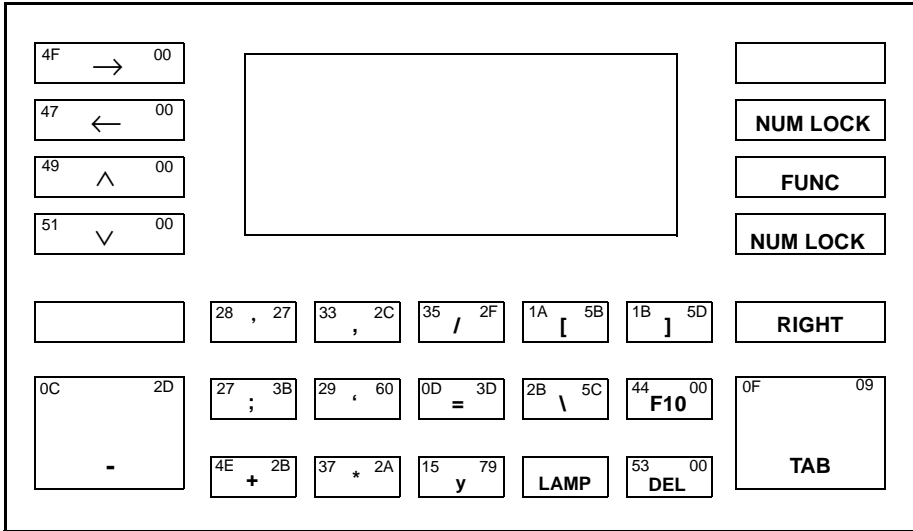 4F → 00
47 ← 00
NUM LOCK
49 ∧ 00
FUNC
51 ∨ 00
NUM LOCK
28 ' 27
33 , 2C
35 / 2F
1A [ 5B
1B ] 5D
RIGHT
0C 2D
-
27 ; 3B
29 ‘ 60
0D = 3D
2B \ 5C
44 F10 00
0F 09
TAB
4E + 2B
37 * 2A
15 y 79
LAMP
53 00
DEL